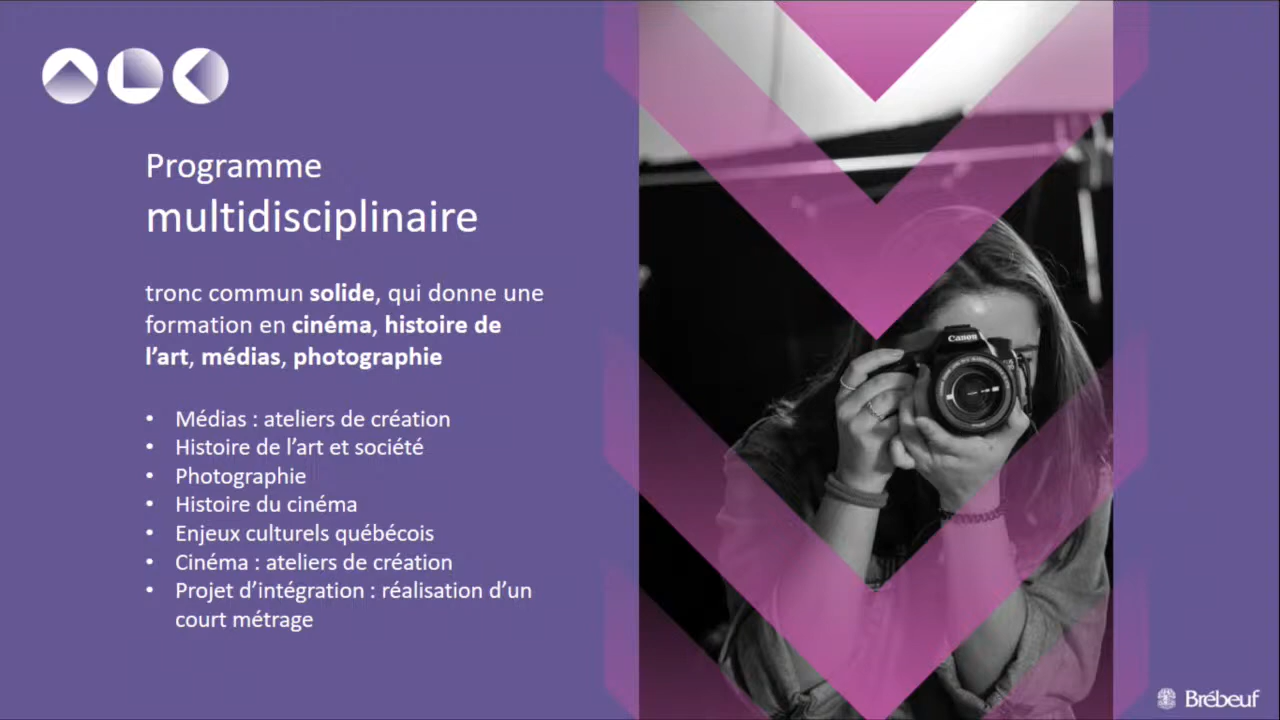 Programme
multidisciplinaire
tronc commun solide, qui donne une
formation en cinéma, histoire de
l'art, médias, photographie
• Médias : ateliers de création
• Histoire de l'art et société
• Photographie
• Histoire du cinéma
• Enjeux culturels québécois
• Cinéma : ateliers de création
• Projet d'intégration : réalisation d'un
court métrage
Canon
Brébeuf